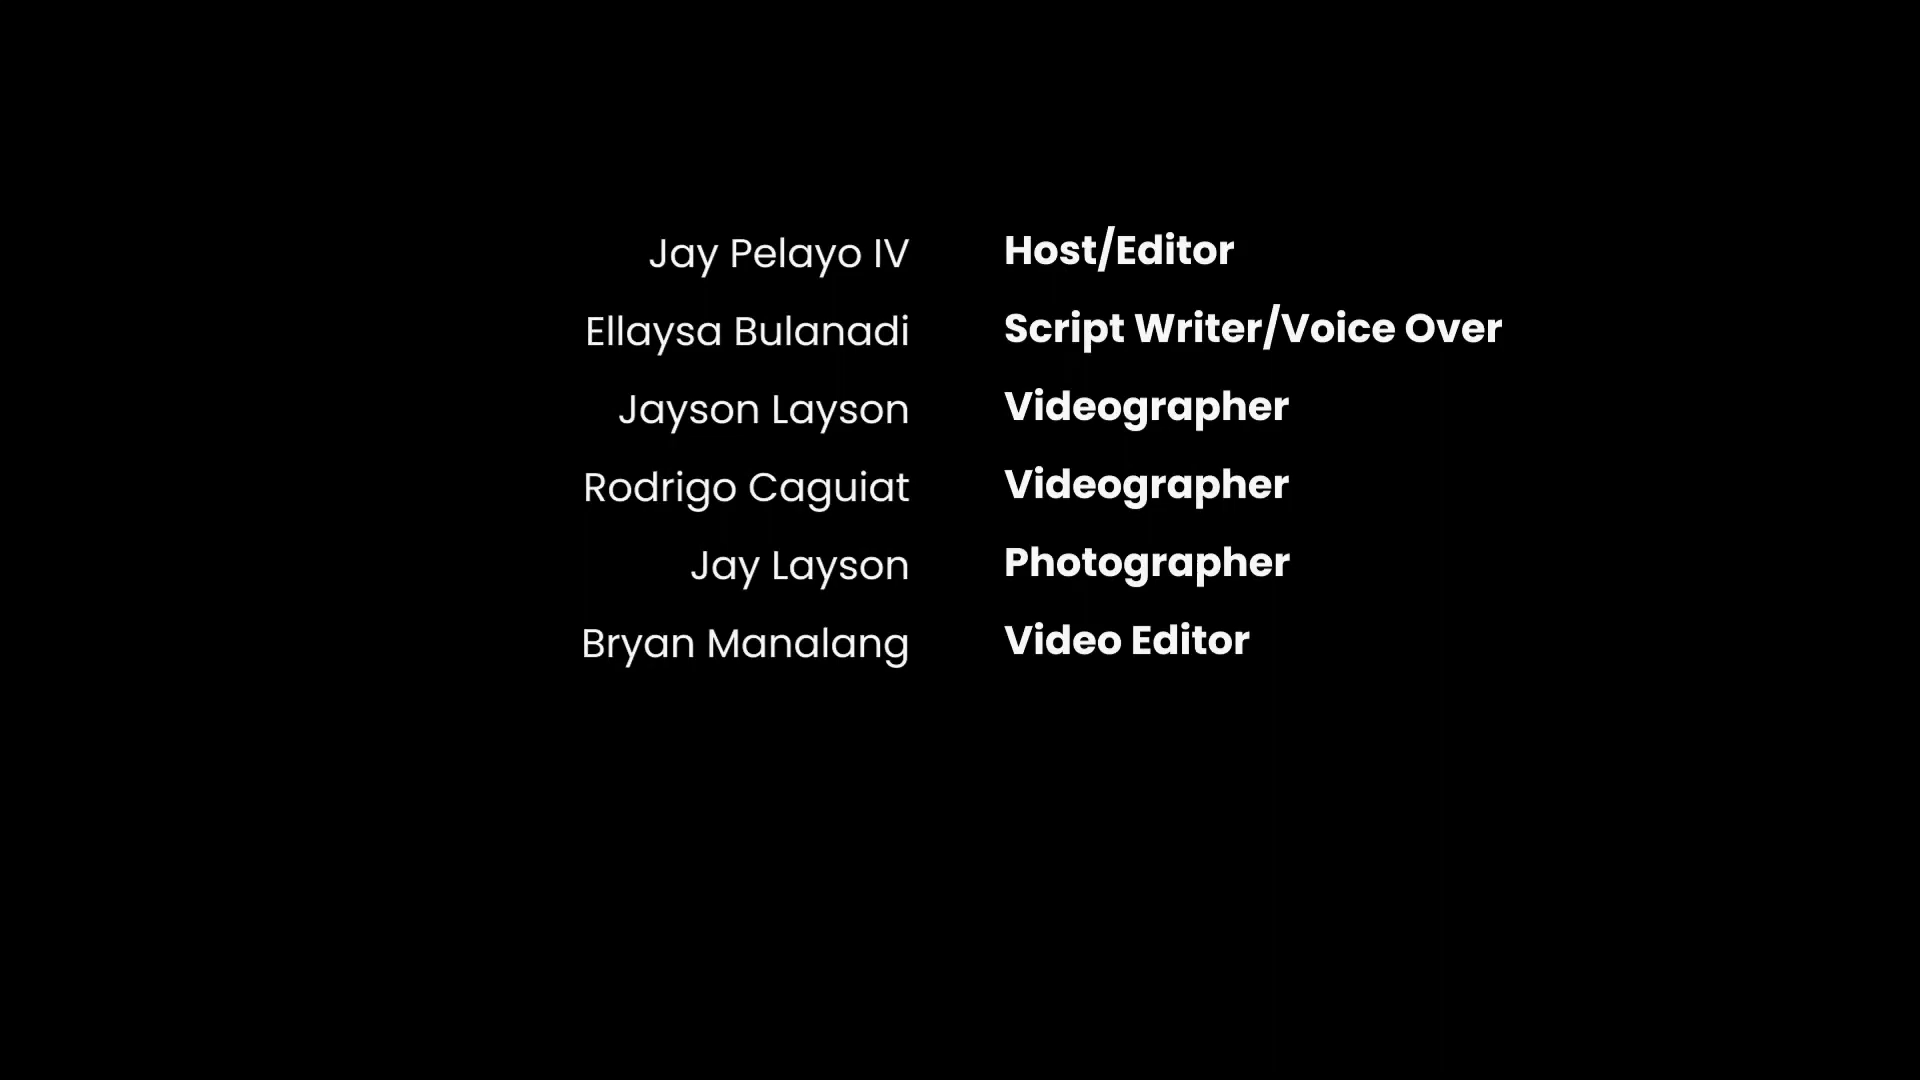 Jay Pelayo IV Host/Editor
Ellaysa Bulanadi Script Writer/Voice Over
Jayson Layson Videographer
Rodrigo Caguiat Videographer
Jay Layson Photographer
Bryan Manalang Video Editor